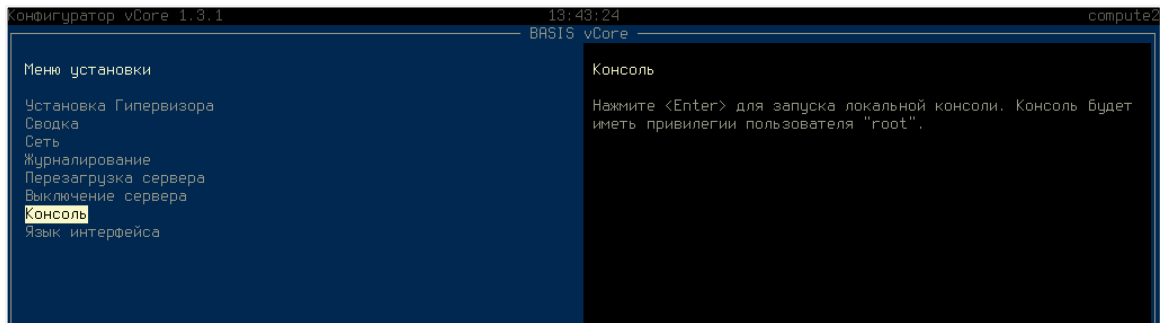 Конфигуратор vCore 1.3.1 13:43:24 compute2
BASIS vCore
Меню установки
Установка Гипервизора
Сводка
Сеть
Журналирование
Перезагрузка сервера
Выключение сервера
Консоль
Язык интерфейса
Консоль
Нажмите <Enter> для запуска локальной консоли. Консоль будет
иметь привилегии пользователя "root".